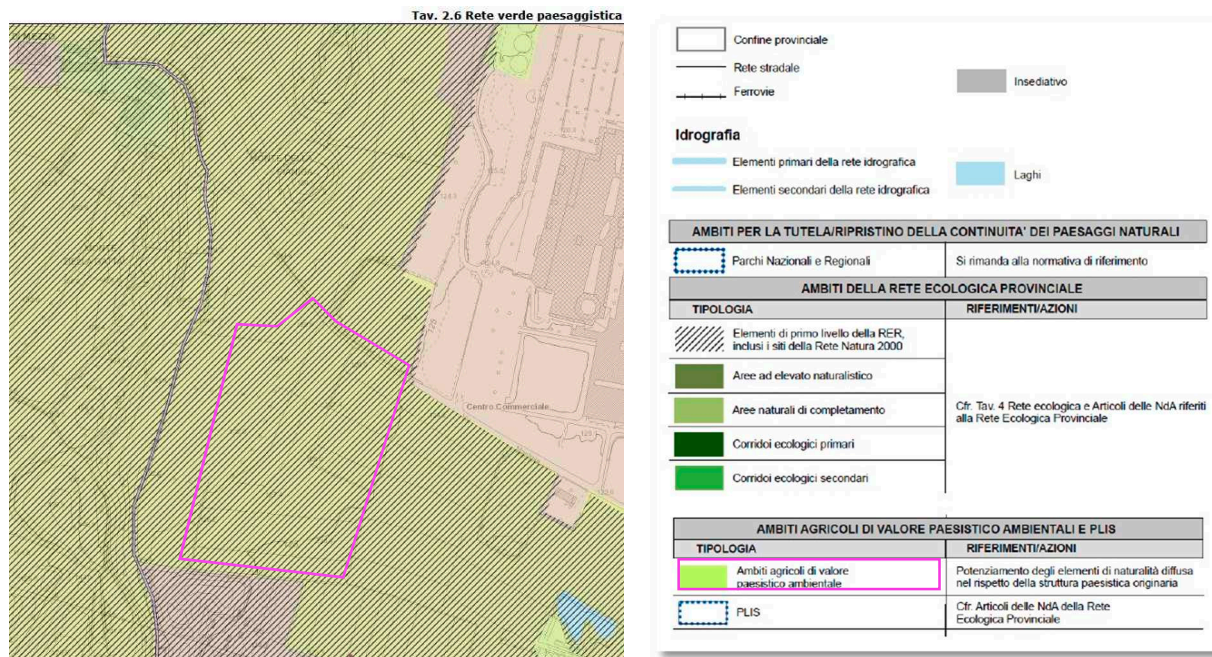 Tav. 2.6 Rete verde paesaggistica
DI MEZZO
Centro Commerciale
Confine provinciale
Rete stradale
Ferrovie
Insediativo
Idrografia
Elementi primari della rete idrografica
Elementi secondari della rete idrografica
Laghi
AMBITI PER LA TUTELA/RIPRISTINO DELLA CONTINUITA' DEI PAESAGGI NATURALI
Parchi Nazionali e Regionali
Si rimanda alla normativa di riferimento
AMBITI DELLA RETE ECOLOGICA PROVINCIALE
TIPOLOGIA
RIFERIMENTI/AZIONI
Elementi di primo livello della RER,
inclusi i siti della Rete Natura 2000
Aree ad elevato naturalistico
Aree naturali di completamento
Corridoi ecologici primari
Corridoi ecologici secondari
Cfr. Tav. 4 Rete ecologica e Articoli delle NdA riferiti
alla Rete Ecologica Provinciale
AMBITI AGRICOLI DI VALORE PAESISTICO AMBIENTALI E PLIS
TIPOLOGIA
RIFERIMENTI/AZIONI
Ambiti agricoli di valore
paesistico ambientale
Potenziamento degli elementi di naturalità diffusa
nel rispetto della struttura paesistica originaria
PLIS
Cfr. Articoli delle NdA della Rete
Ecologica Provinciale